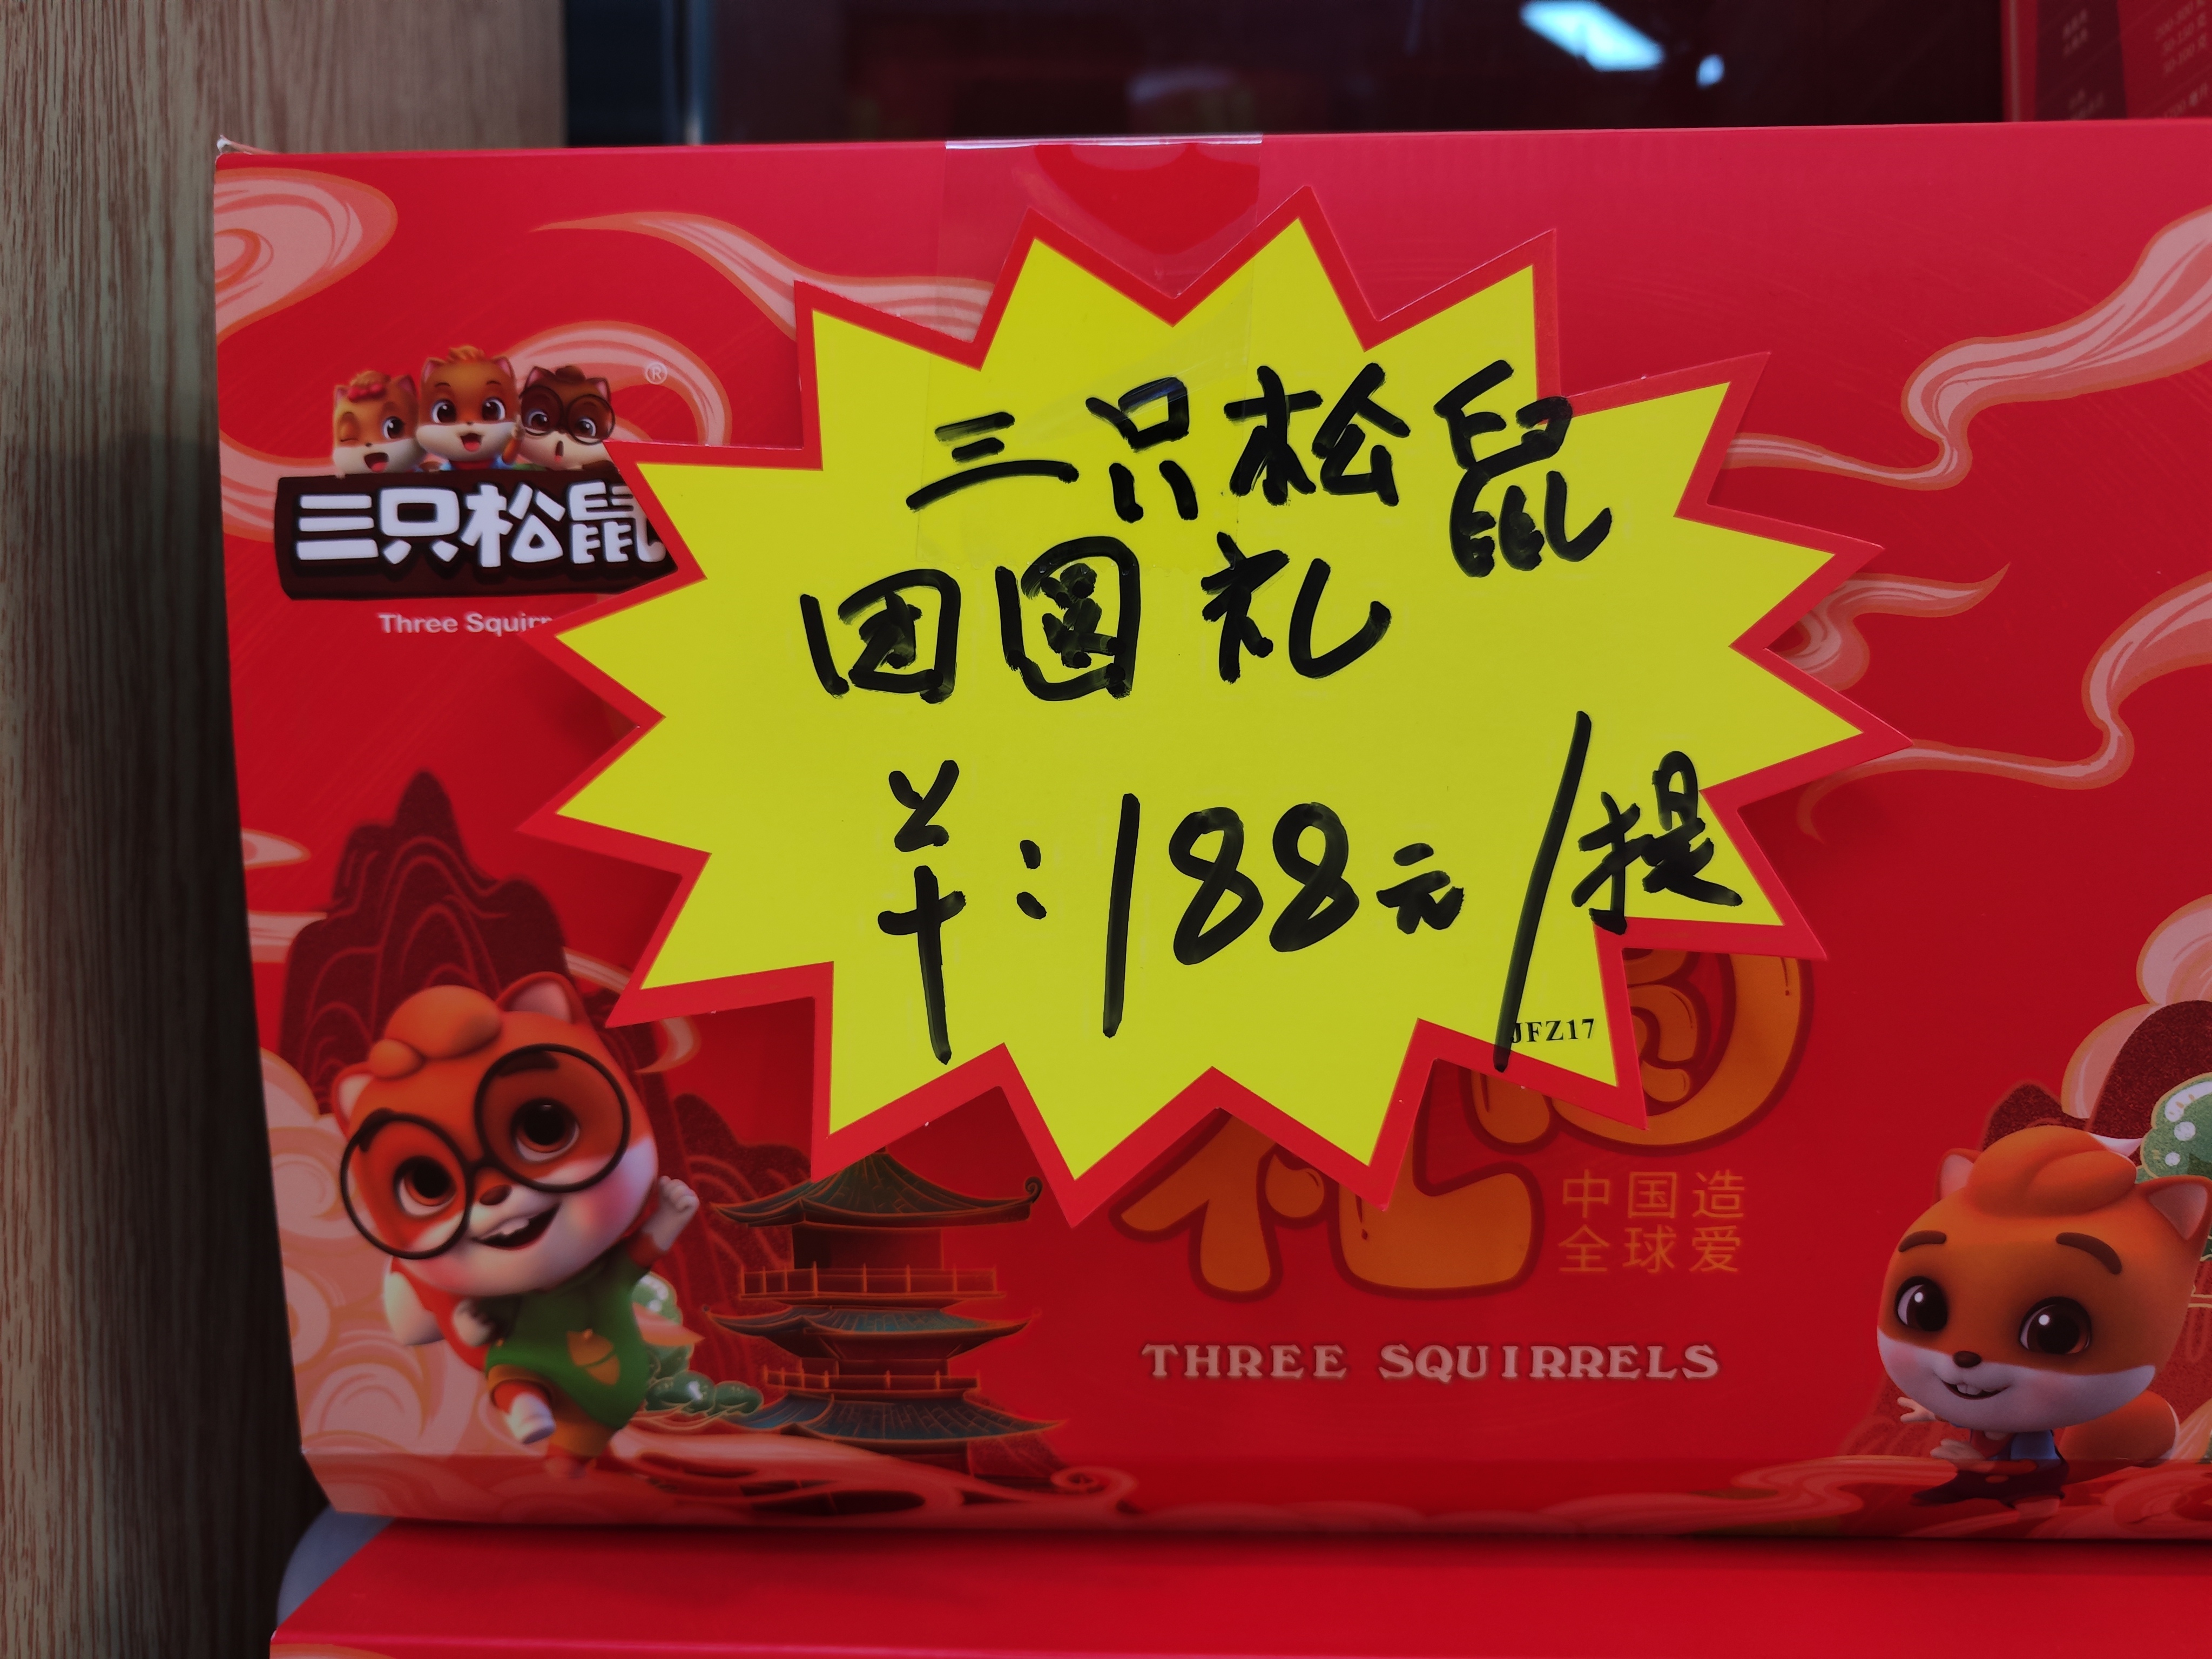 三只松鼠
团圆礼
¥:188元/提
JFZ17
®
三只松鼠
Three Squirr
礼
中国造
全球爱
THREE SQUIRRELS